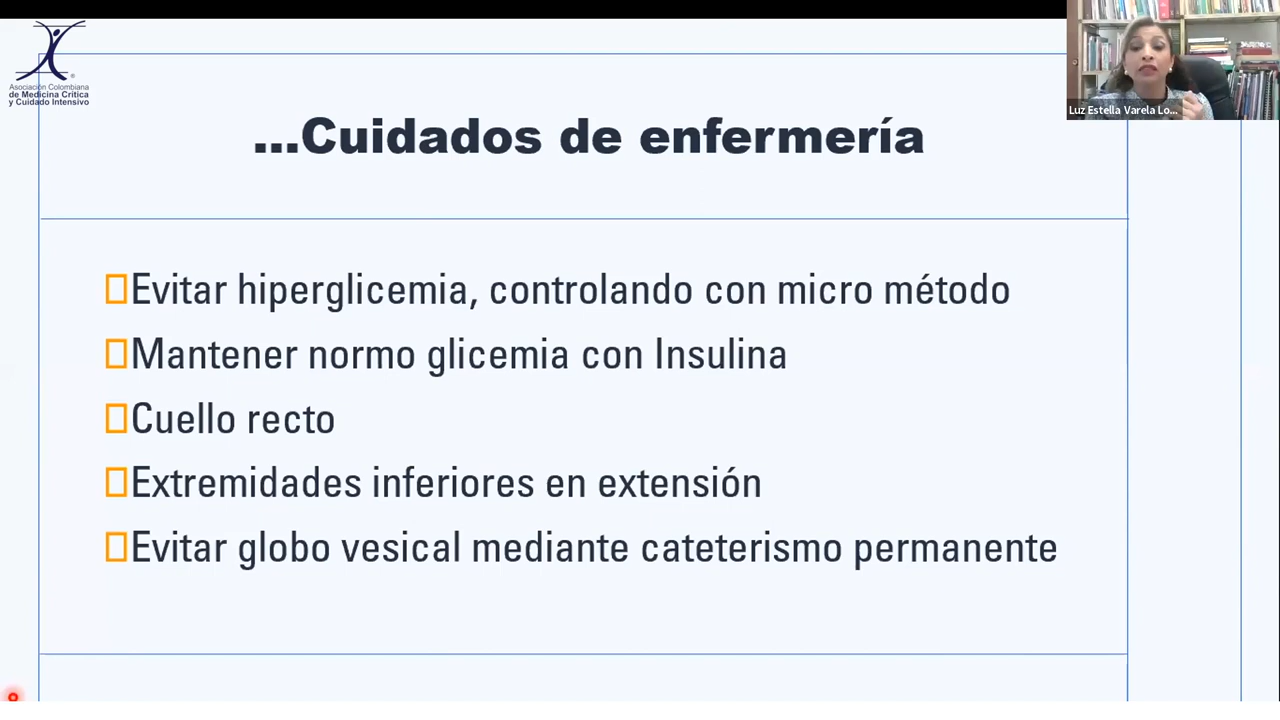 Asociación Colombiana
de Medicina Crítica
y Cuidado Intensivo
Luz Estella Varela Lo...
...Cuidados de enfermería
Evitar hiperglicemia, controlando con micro método
Mantener normo glicemia con Insulina
Cuello recto
Extremidades inferiores en extensión
Evitar globo vesical mediante cateterismo permanente